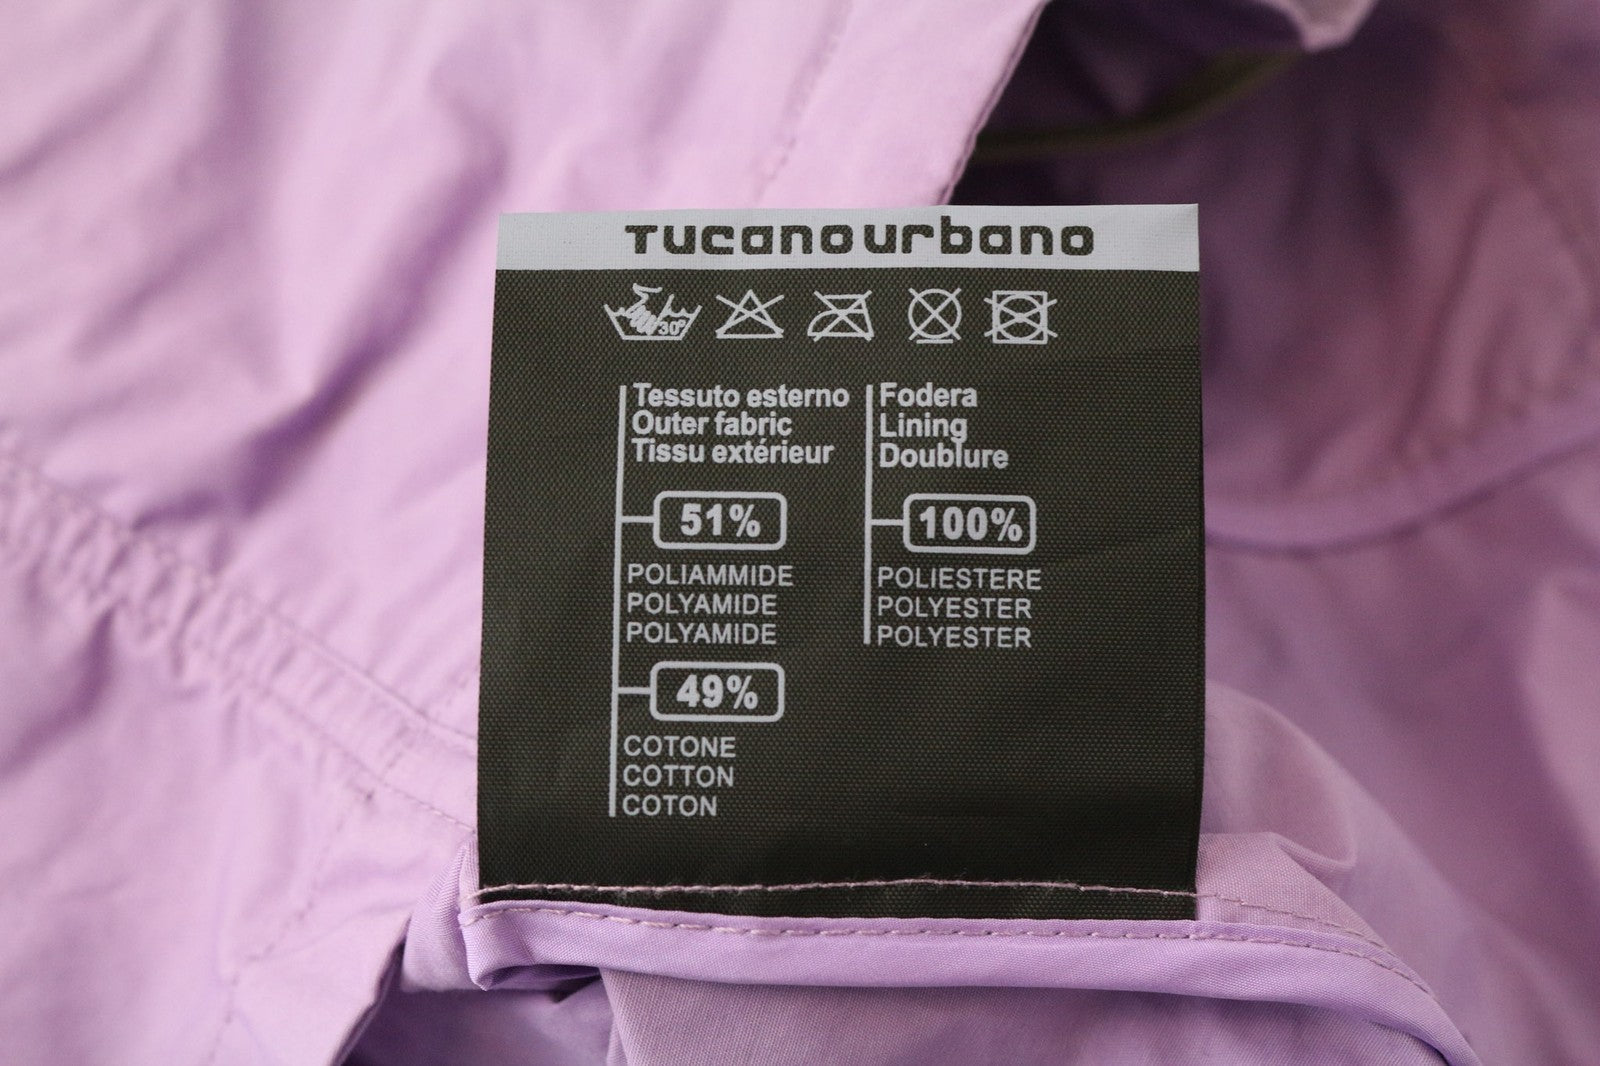 Tucanourbano
30°
Tessuto esterno
Outer fabric
Tissu extérieur
51%
POLIAMMIDE
POLYAMIDE
POLYAMIDE
49%
COTONE
COTTON
COTON
Fodera
Lining
Doublure
100%
POLIESTERE
POLYESTER
POLYESTER